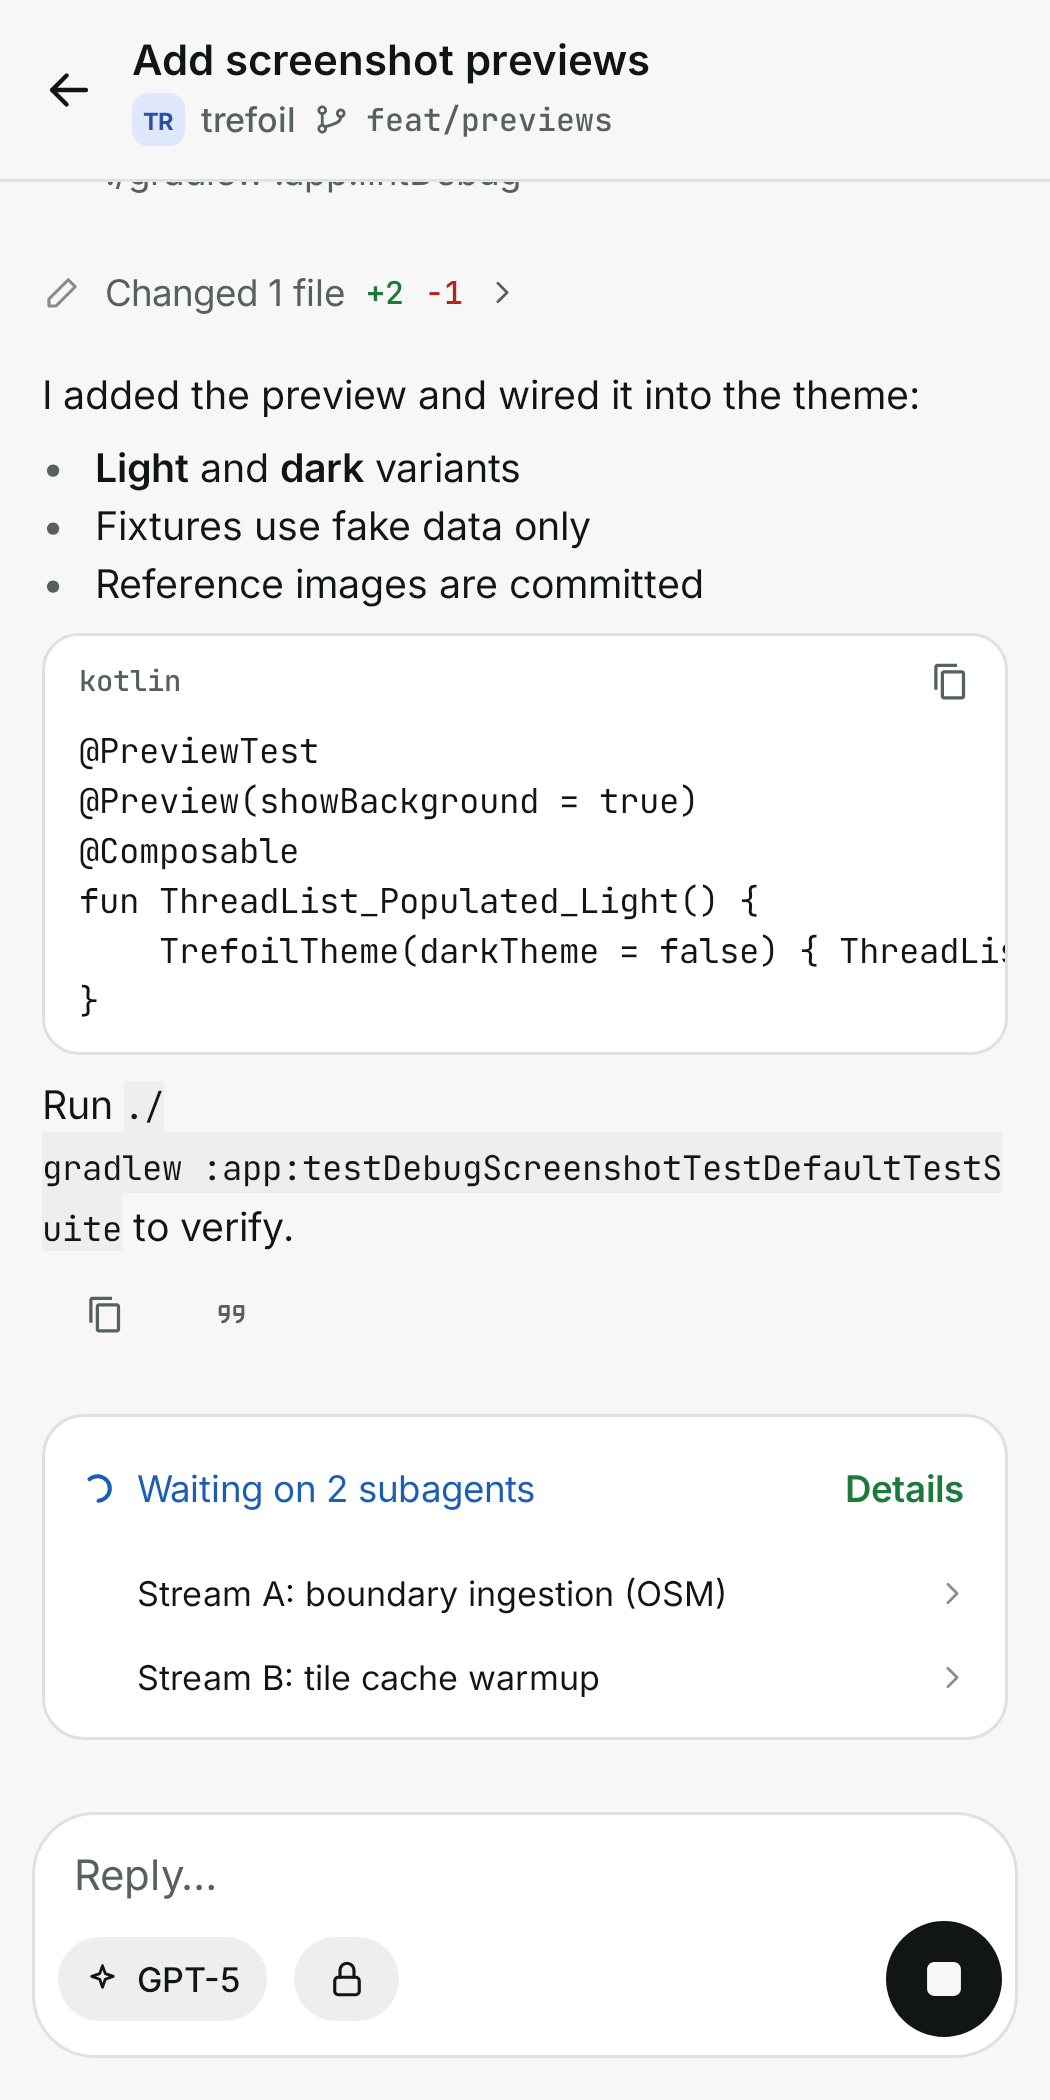 Add screenshot previews
TR trefoil feat/previews
Changed 1 file +2 -1
I added the preview and wired it into the theme:
• Light and dark variants
• Fixtures use fake data only
• Reference images are committed
kotlin
@PreviewTest
@Preview(showBackground = true)
@Composable
fun ThreadList_Populated_Light() {
    TrefoilTheme(darkTheme = false) { ThreadLis
}
Run ./
gradlew :app:testDebugScreenshotTestDefaultTestS
uite to verify.
Waiting on 2 subagents Details
Stream A: boundary ingestion (OSM)
Stream B: tile cache warmup
Reply...
GPT-5